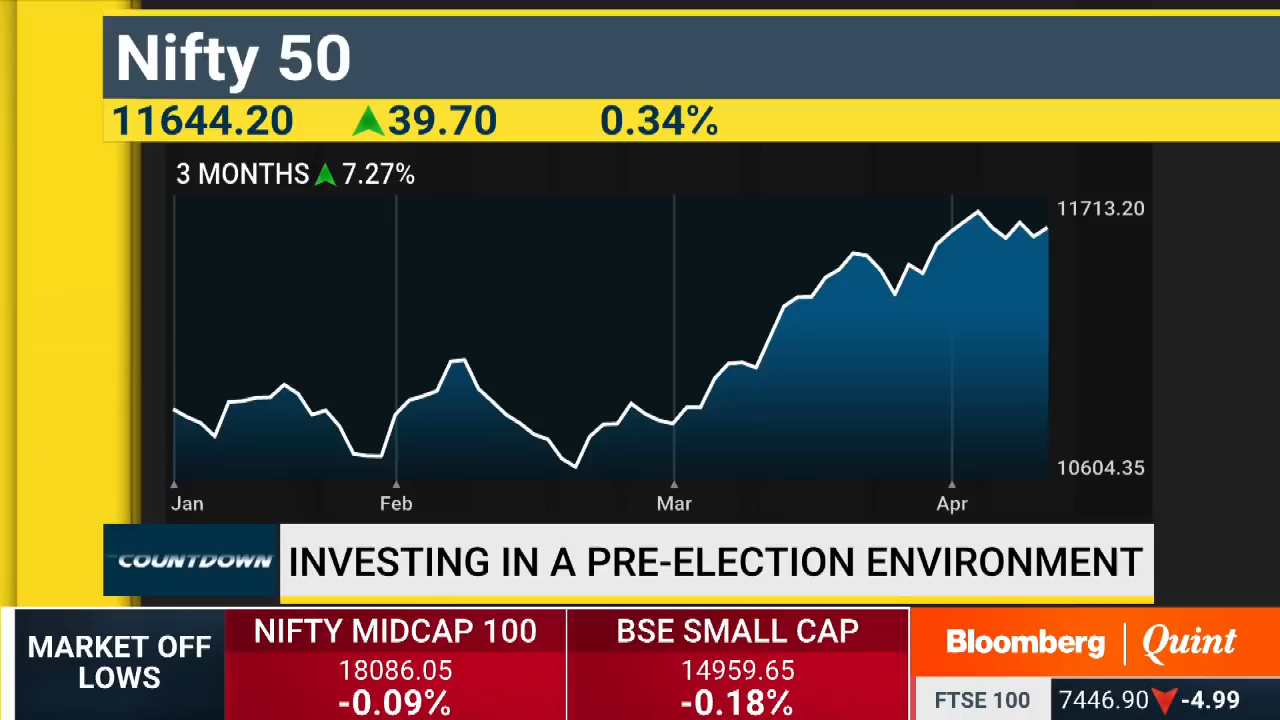 Nifty 50
11644.20 ▲39.70 0.34%
3 MONTHS ▲ 7.27%
11713.20
10604.35
Jan Feb Mar Apr
COUNTDOWN INVESTING IN A PRE-ELECTION ENVIRONMENT
MARKET OFF
LOWS
NIFTY MIDCAP 100
18086.05
-0.09%
BSE SMALL CAP
14959.65
-0.18%
Bloomberg | Quint
FTSE 100 7446.90 ▼ -4.99